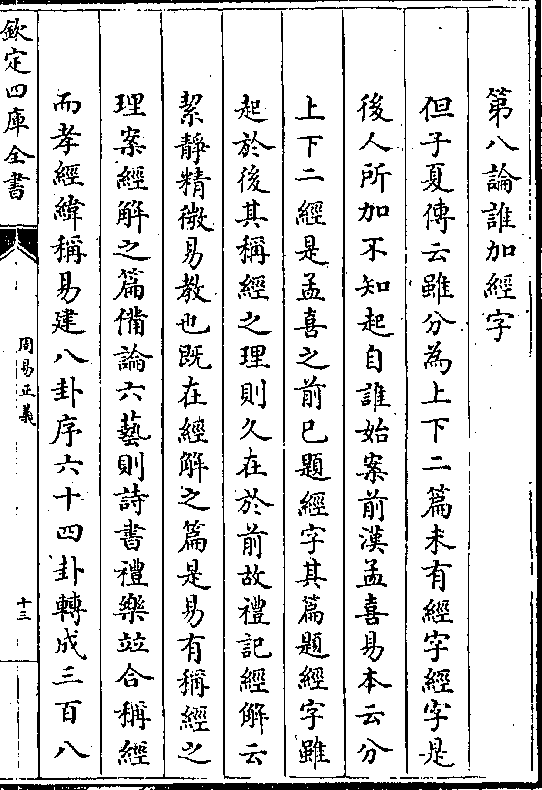 第八論誰加經字
但子夏傳云雖分為上下二篇未有經字經字是
後人所加不知起自誰始案前漢孟喜易本云分
上下二經是孟喜之前已題經字其篇題經字雖
起於後其稱經之理則久在於前故禮記經解云
絜靜精微易教也既在經解之篇是易有稱經之
理案經解之篇備論六藝則詩書禮樂竝合稱經
而孝經緯稱易建八卦序六十四卦轉成三百八
欽定四庫全書
周易正義
十三